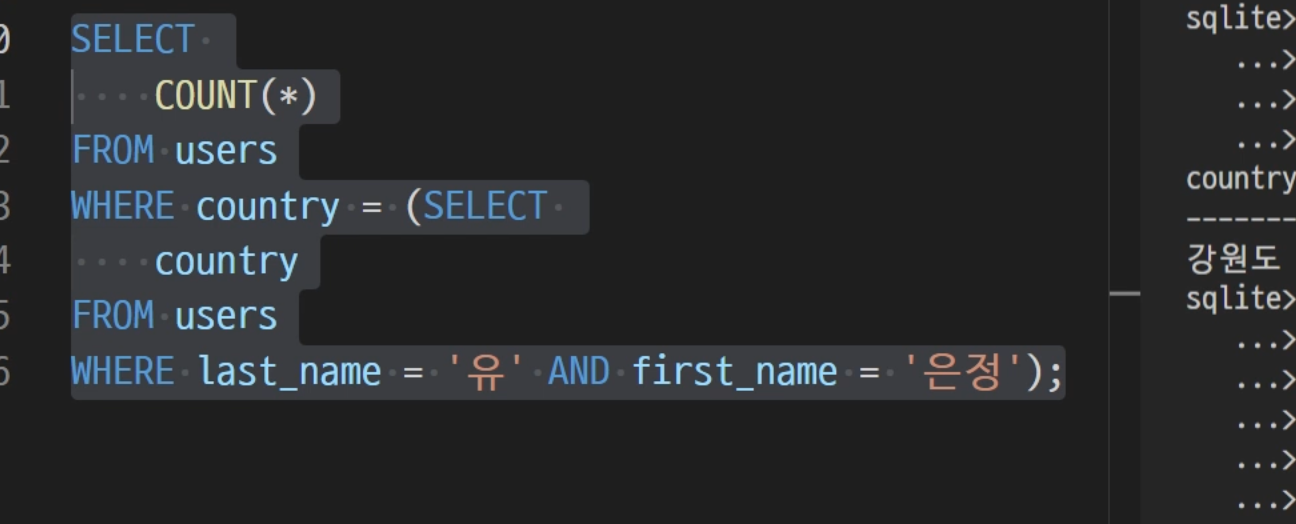 0 SELECT
1 COUNT(*)
2 FROM users
3 WHERE country = (SELECT
4 country
5 FROM users
6 WHERE last_name = '유' AND first_name = '은정');
sqlite>
...>
...>
...>
country
-------
강원도
sqlite>
...>
...>
...>
...>
...>